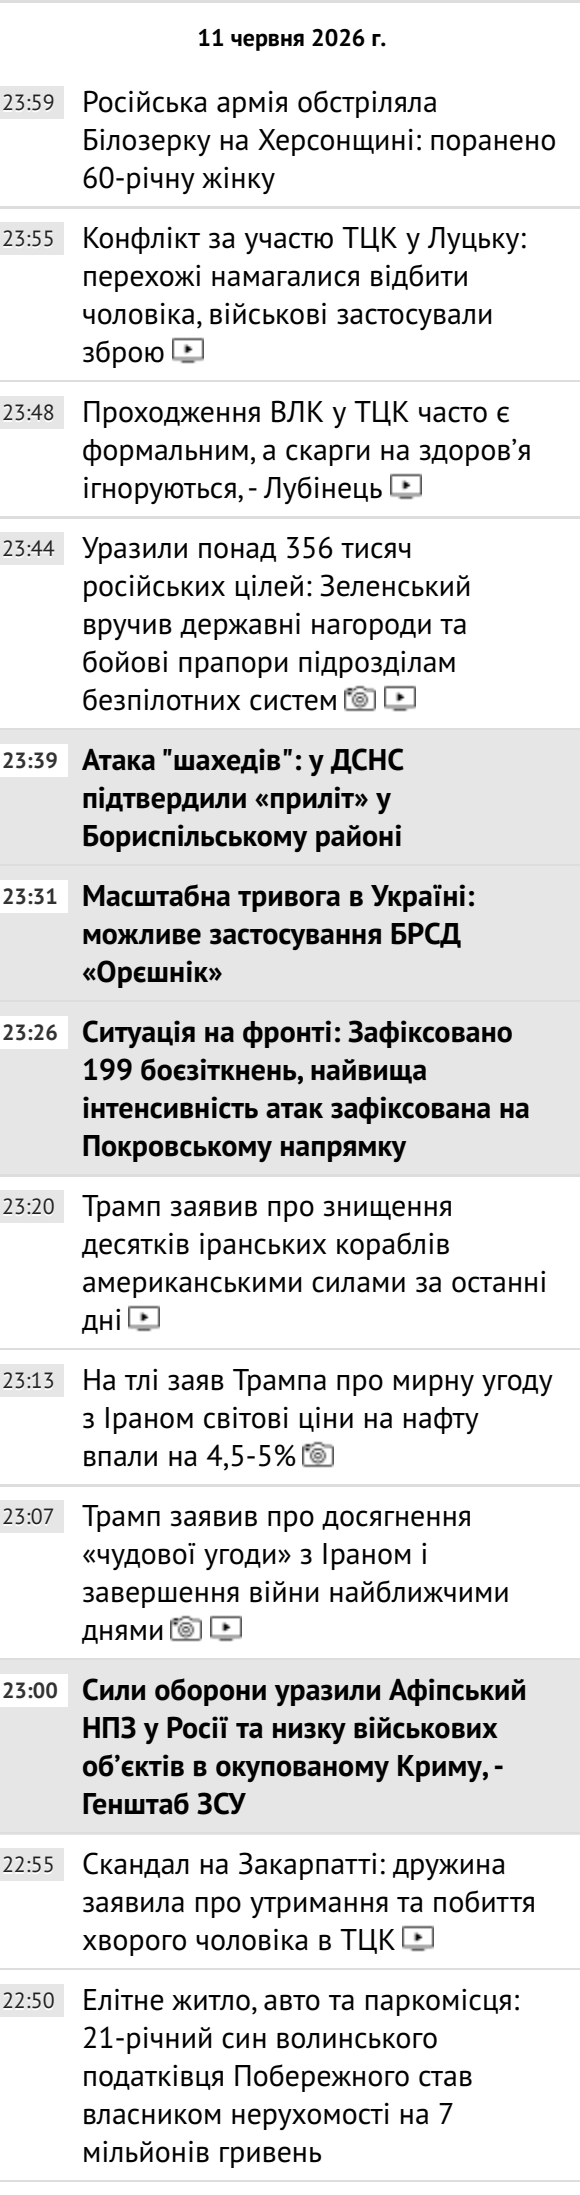 11 червня 2026 г.
23:59 Російська армія обстріляла
Білозерку на Херсонщині: поранено
60-річну жінку
23:55 Конфлікт за участю ТЦК у Луцьку:
перехожі намагалися відбити
чоловіка, військові застосували
зброю
23:48 Проходження ВЛК у ТЦК часто є
формальним, а скарги на здоров’я
ігноруються, - Лубінець
23:44 Уразили понад 356 тисяч
російських цілей: Зеленський
вручив державні нагороди та
бойові прапори підрозділам
безпілотних систем
23:39 Атака "шахедів": у ДСНС
підтвердили «приліт» у
Бориспільському районі
23:31 Масштабна тривога в Україні:
можливе застосування БРСД
«Орєшнік»
23:26 Ситуація на фронті: Зафіксовано
199 боєзіткнень, найвища
інтенсивність атак зафіксована на
Покровському напрямку
23:20 Трамп заявив про знищення
десятків іранських кораблів
американськими силами за останні
дні
23:13 На тлі заяв Трампа про мирну угоду
з Іраном світові ціни на нафту
впали на 4,5-5%
23:07 Трамп заявив про досягнення
«чудової угоди» з Іраном і
завершення війни найближчими
днями
23:00 Сили оборони уразили Афіпський
НПЗ у Росії та низку військових
об’єктів в окупованому Криму, -
Генштаб ЗСУ
22:55 Скандал на Закарпатті: дружина
заявила про утримання та побиття
хворого чоловіка в ТЦК
22:50 Елітне житло, авто та паркомісця:
21-річний син волинського
податківця Побережного став
власником нерухомості на 7
мільйонів гривень